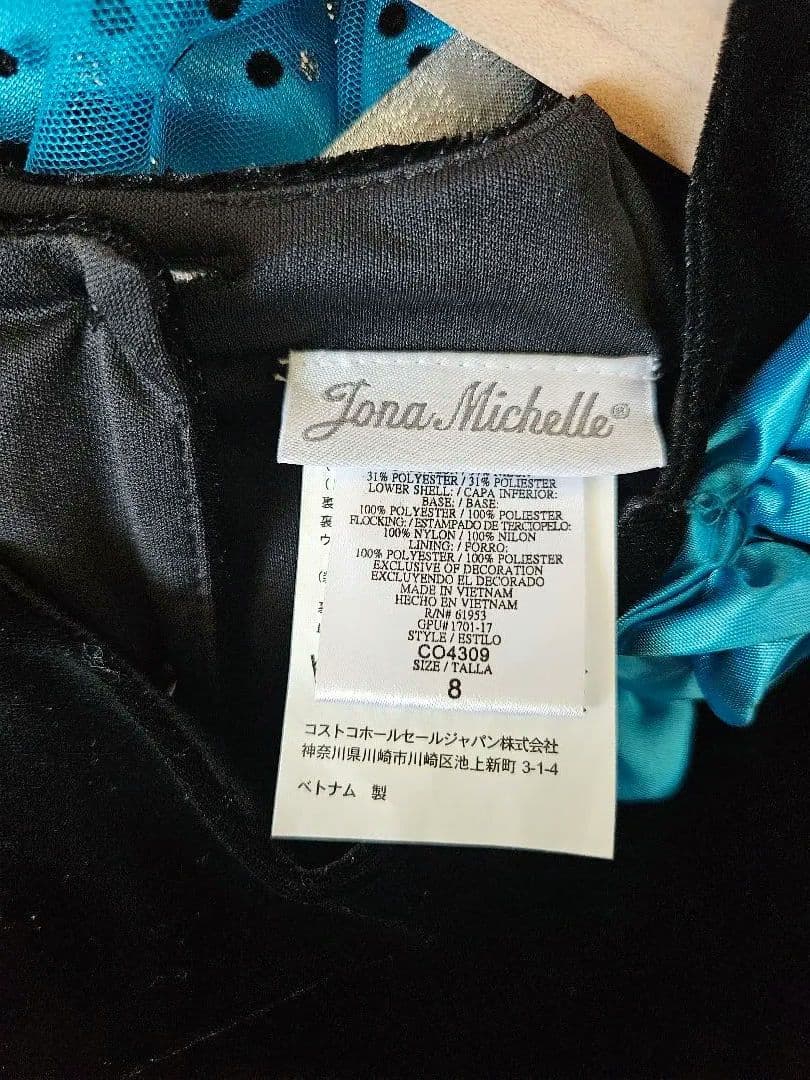 Jona Michelle®
31% POLYESTER / 31% POLIESTER
LOWER SHELL: / CAPA INFERIOR:
BASE: / BASE:
100% POLYESTER / 100% POLIESTER
FLOCKING: / ESTAMPADO DE TERCIOPELO:
100% NYLON / 100% NILON
LINING: / FORRO:
100% POLYESTER / 100% POLIESTER
EXCLUSIVE OF DECORATION
EXCLUYENDO EL DECORADO
MADE IN VIETNAM
HECHO EN VIETNAM
R/N# 61953
GPU# 1701-17
STYLE / ESTILO
CO4309
SIZE / TALLA
8
コストコホールセールジャパン株式会社
神奈川県川崎市川崎区池上新町 3-1-4
ベトナム 製